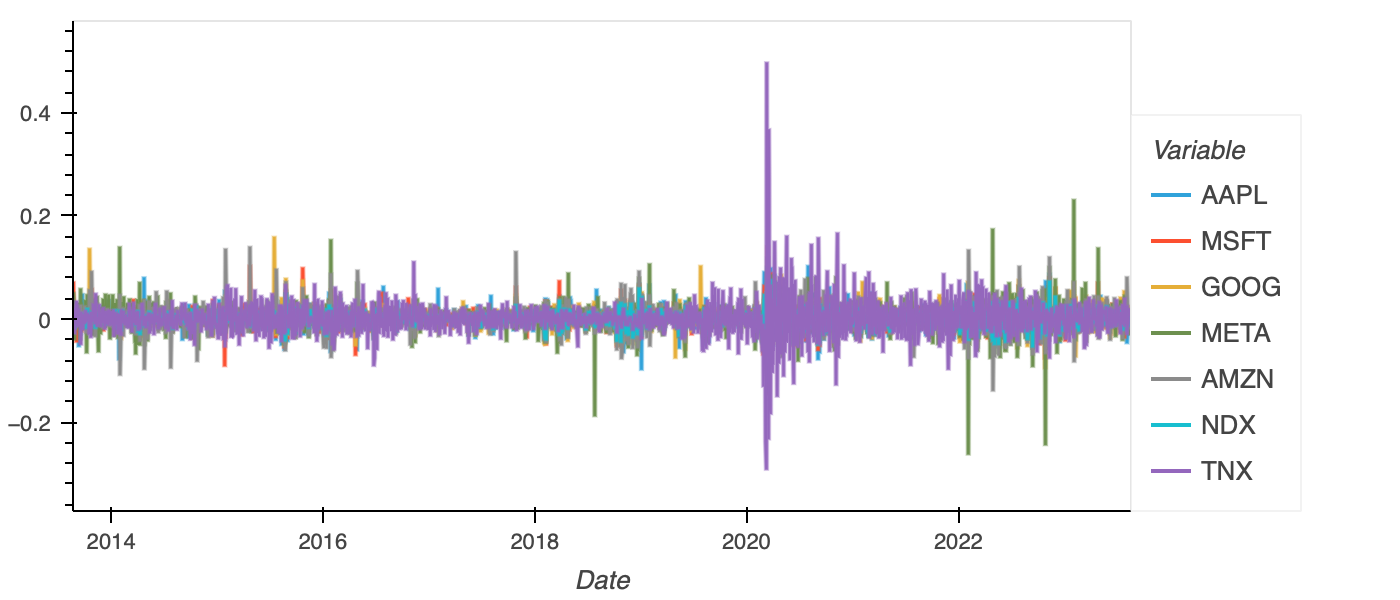 0.4
0.2
0
−0.2
2014 2016 2018 2020 2022
Date
Variable
AAPL
MSFT
GOOG
META
AMZN
NDX
TNX